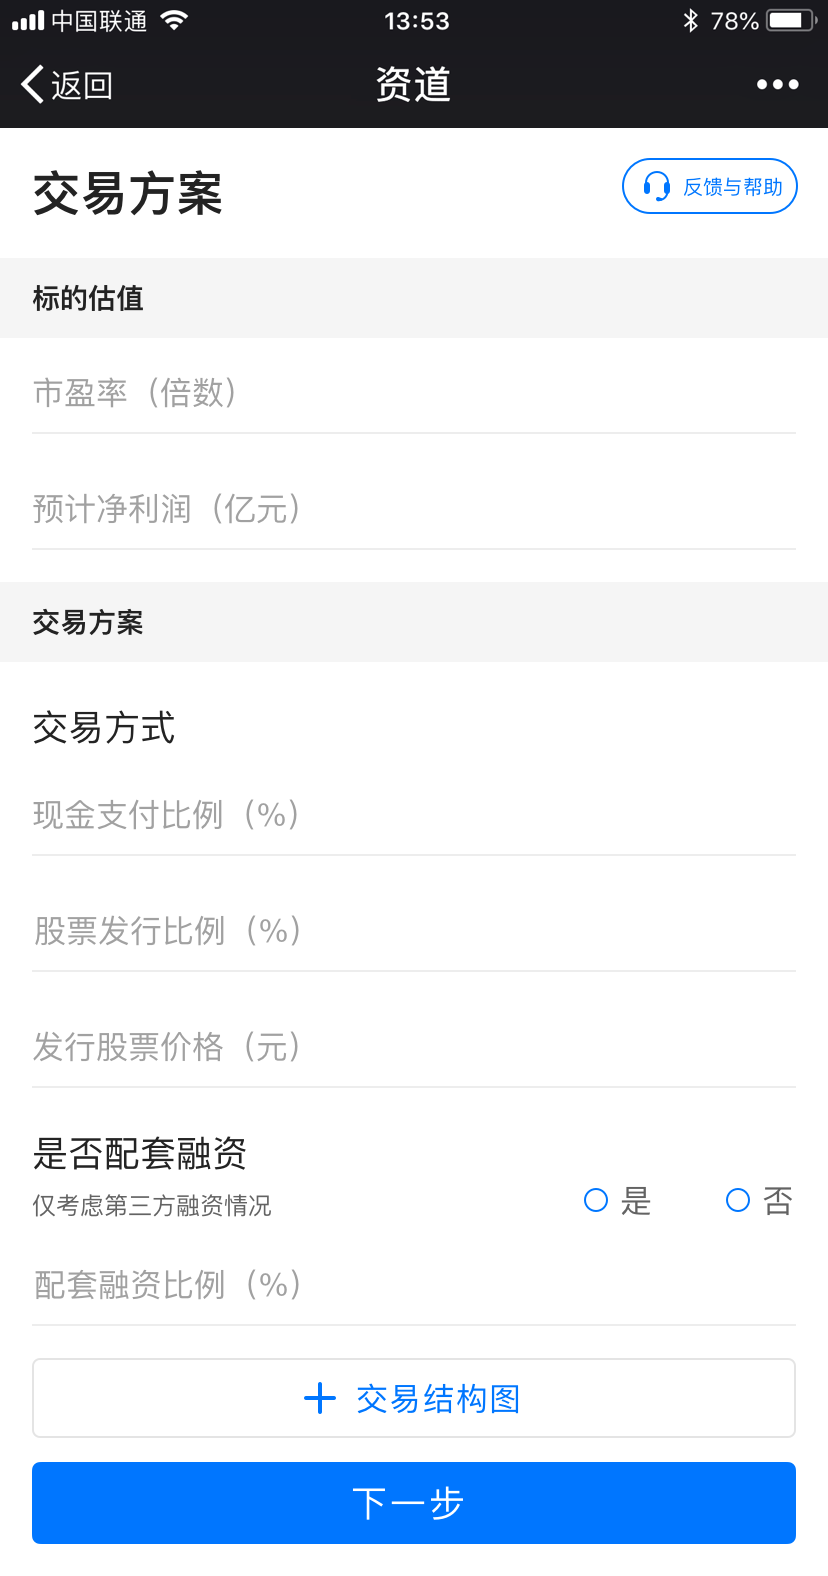 中国联通 13:53 78%
返回 资道
交易方案 反馈与帮助
标的估值
市盈率（倍数）
预计净利润（亿元）
交易方案
交易方式
现金支付比例（%）
股票发行比例（%）
发行股票价格（元）
是否配套融资
仅考虑第三方融资情况 是 否
配套融资比例（%）
交易结构图
下一步